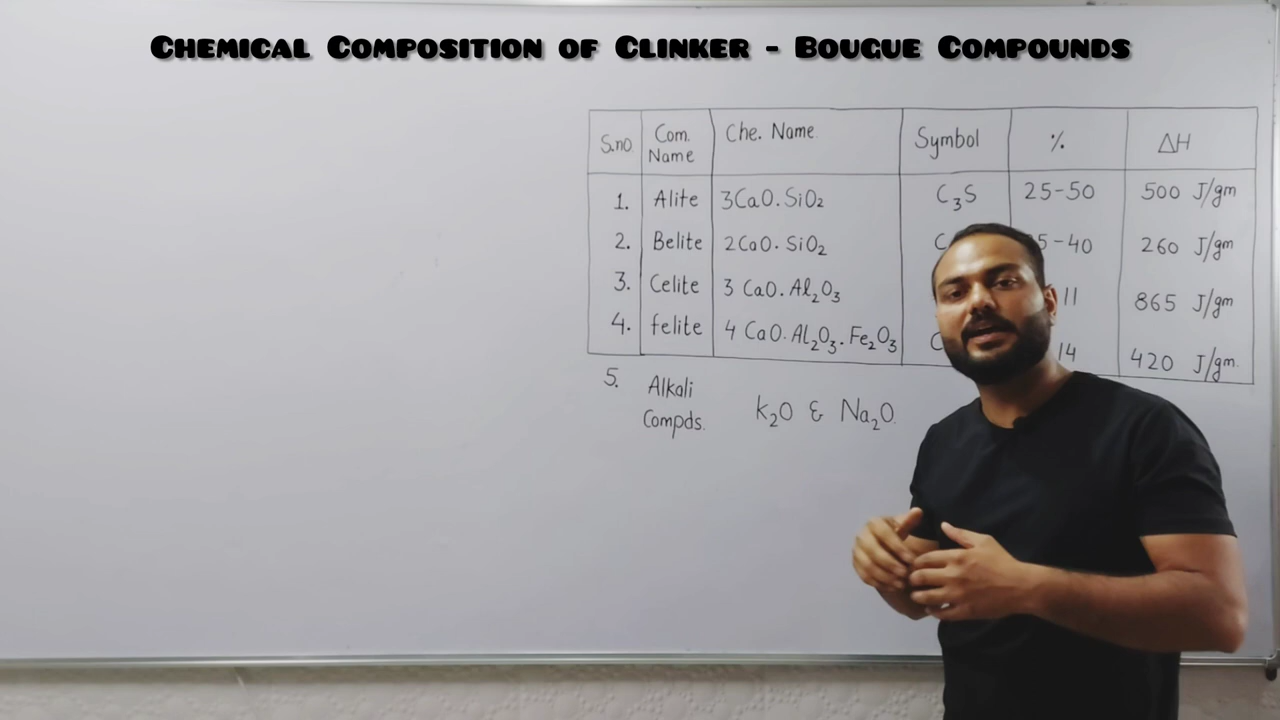 Chemical Composition of Clinker - Bougue Compounds
S.no. Com. Name Che. Name. Symbol % ΔH
1. Alite 3CaO.SiO₂ C₃S 25-50 500 J/gm
2. Belite 2CaO.SiO₂ C 5-40 260 J/gm
3. Celite 3 CaO.Al₂O₃ 11 865 J/gm
4. felite 4 CaO.Al₂O₃.Fe₂O₃ C 14 420 J/gm.
5. Alkali Compds. K₂O & Na₂O.